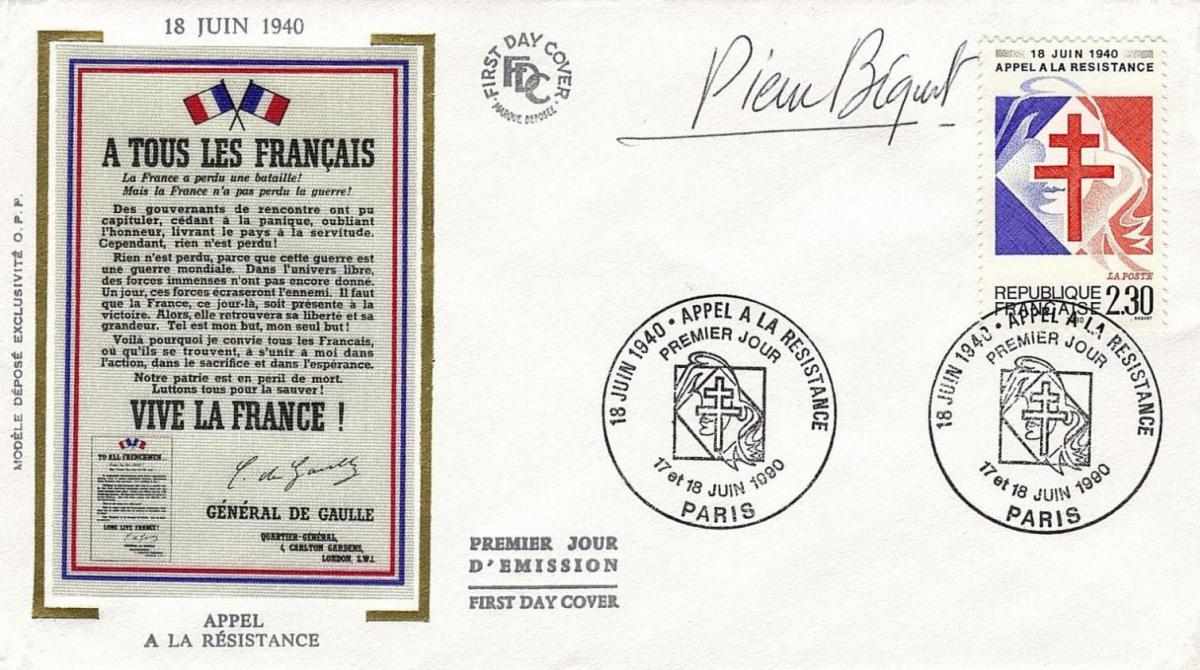 18 JUIN 1940
MODÈLE DÉPOSÉ EXCLUSIVITÉ O. P. F.
A TOUS LES FRANÇAIS
La France a perdu une bataille!
Mais la France n'a pas perdu la guerre!
Des gouvernants de rencontre ont pu
capituler, cédant à la panique, oubliant
l'honneur, livrant le pays à la servitude.
Cependant, rien n'est perdu!
Rien n'est perdu, parce que cette guerre est
une guerre mondiale. Dans l'univers libre,
des forces immenses n'ont pas encore donné.
Un jour, ces forces écraseront l'ennemi. Il faut
que la France, ce jour-là, soit présente à la
victoire. Alors, elle retrouvera sa liberté et sa
grandeur. Tel est mon but, mon seul but!
Voilà pourquoi je convie tous les Français,
où qu'ils se trouvent, à s'unir à moi dans
l'action, dans le sacrifice et dans l'espérance.
Notre patrie est en peril de mort.
Luttons tous pour la sauver!
VIVE LA FRANCE !
TO ALL FRENCHMEN
LONG LIVE FRANCE!
C. de Gaulle
GÉNÉRAL DE GAULLE
QUARTIER-GÉNÉRAL,
4, CARLTON GARDENS,
LONDON, S.W.1.
APPEL
A LA RÉSISTANCE
FIRST DAY COVER
FDC
MARQUE DEPOSÉE
Pierre Béquet
18 JUIN 1940
APPEL A LA RESISTANCE
LA POSTE
REPUBLIQUE
FRANÇAISE 2,30
BEQUET
18 JUIN 1940 • APPEL A LA RESISTANCE
PREMIER JOUR
17 et 18 JUIN 1990
PARIS
18 JUIN 1940 • APPEL A LA RESISTANCE
PREMIER JOUR
17 et 18 JUIN 1990
PARIS
PREMIER JOUR
D'EMISSION
FIRST DAY COVER